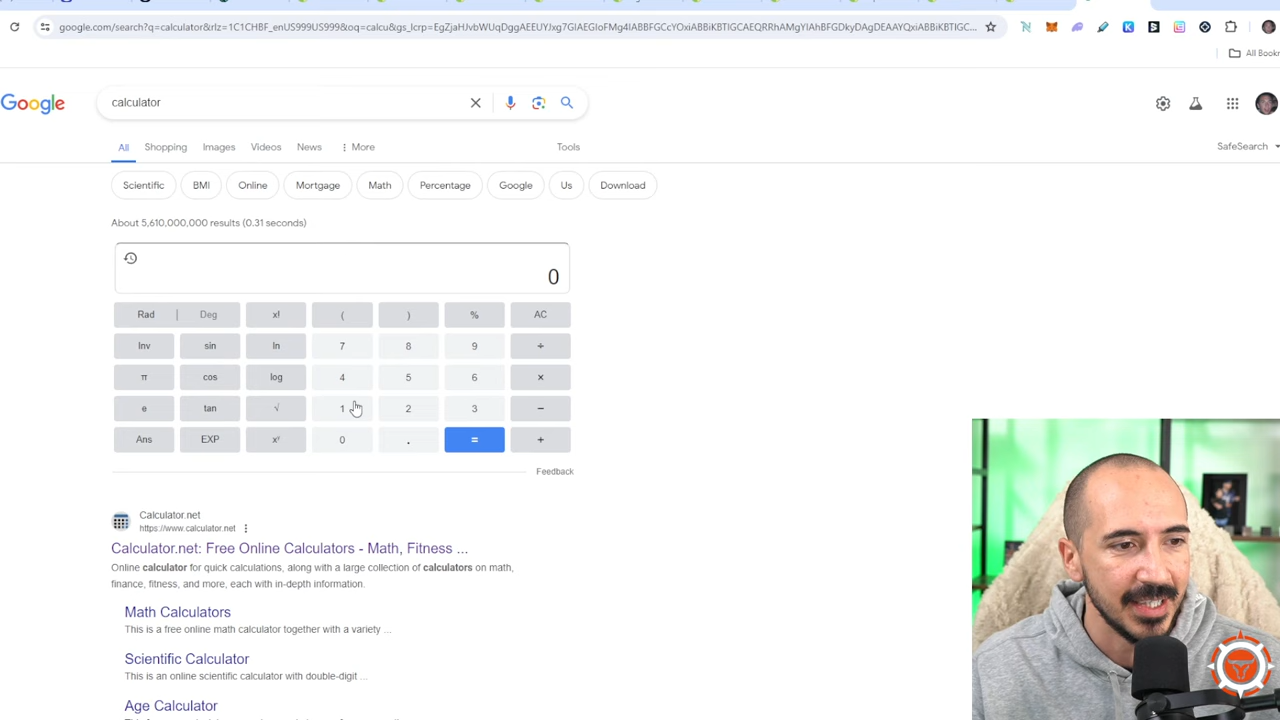 google.com/search?q=calculator&rlz=1C1CHBF_enUS999US999&oq=calcu&gs_lcrp=
All Bookr
Google
calculator
All
Shopping
Images
Videos
News
More
Tools
SafeSearch
Scientific
BMI
Online
Mortgage
Math
Percentage
Google
Us
Download
About 5,610,000,000 results (0.31 seconds)
0
Rad | Deg x! ( ) % AC
Inv sin ln 7 8 9 ÷
π cos log 4 5 6 ×
e tan √ 1 2 3 −
Ans EXP xʸ 0 . = +
Feedback
Calculator.net
https://www.calculator.net
Calculator.net: Free Online Calculators - Math, Fitness ...
Online calculator for quick calculations, along with a large collection of calculators on math,
finance, fitness, and more, each with in-depth information.
Math Calculators
This is a free online math calculator together with a variety ...
Scientific Calculator
This is an online scientific calculator with double-digit ...
Age Calculator